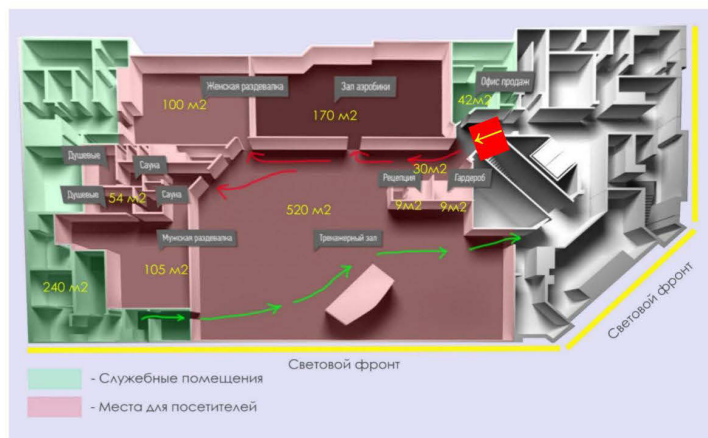 Женская раздевалка
100 м2
Зал аэробики
170 м2
Офис продаж
42м2
Душевые
Сауна
Душевые
54 м2
Сауна
30м2
Рецепция
Гардероб
9м2
9м2
520 м2
Мужская раздевалка
Тренажерный зал
105 м2
240 м2
Световой фронт
Световой фронт
- Служебные помещения
- Места для посетителей